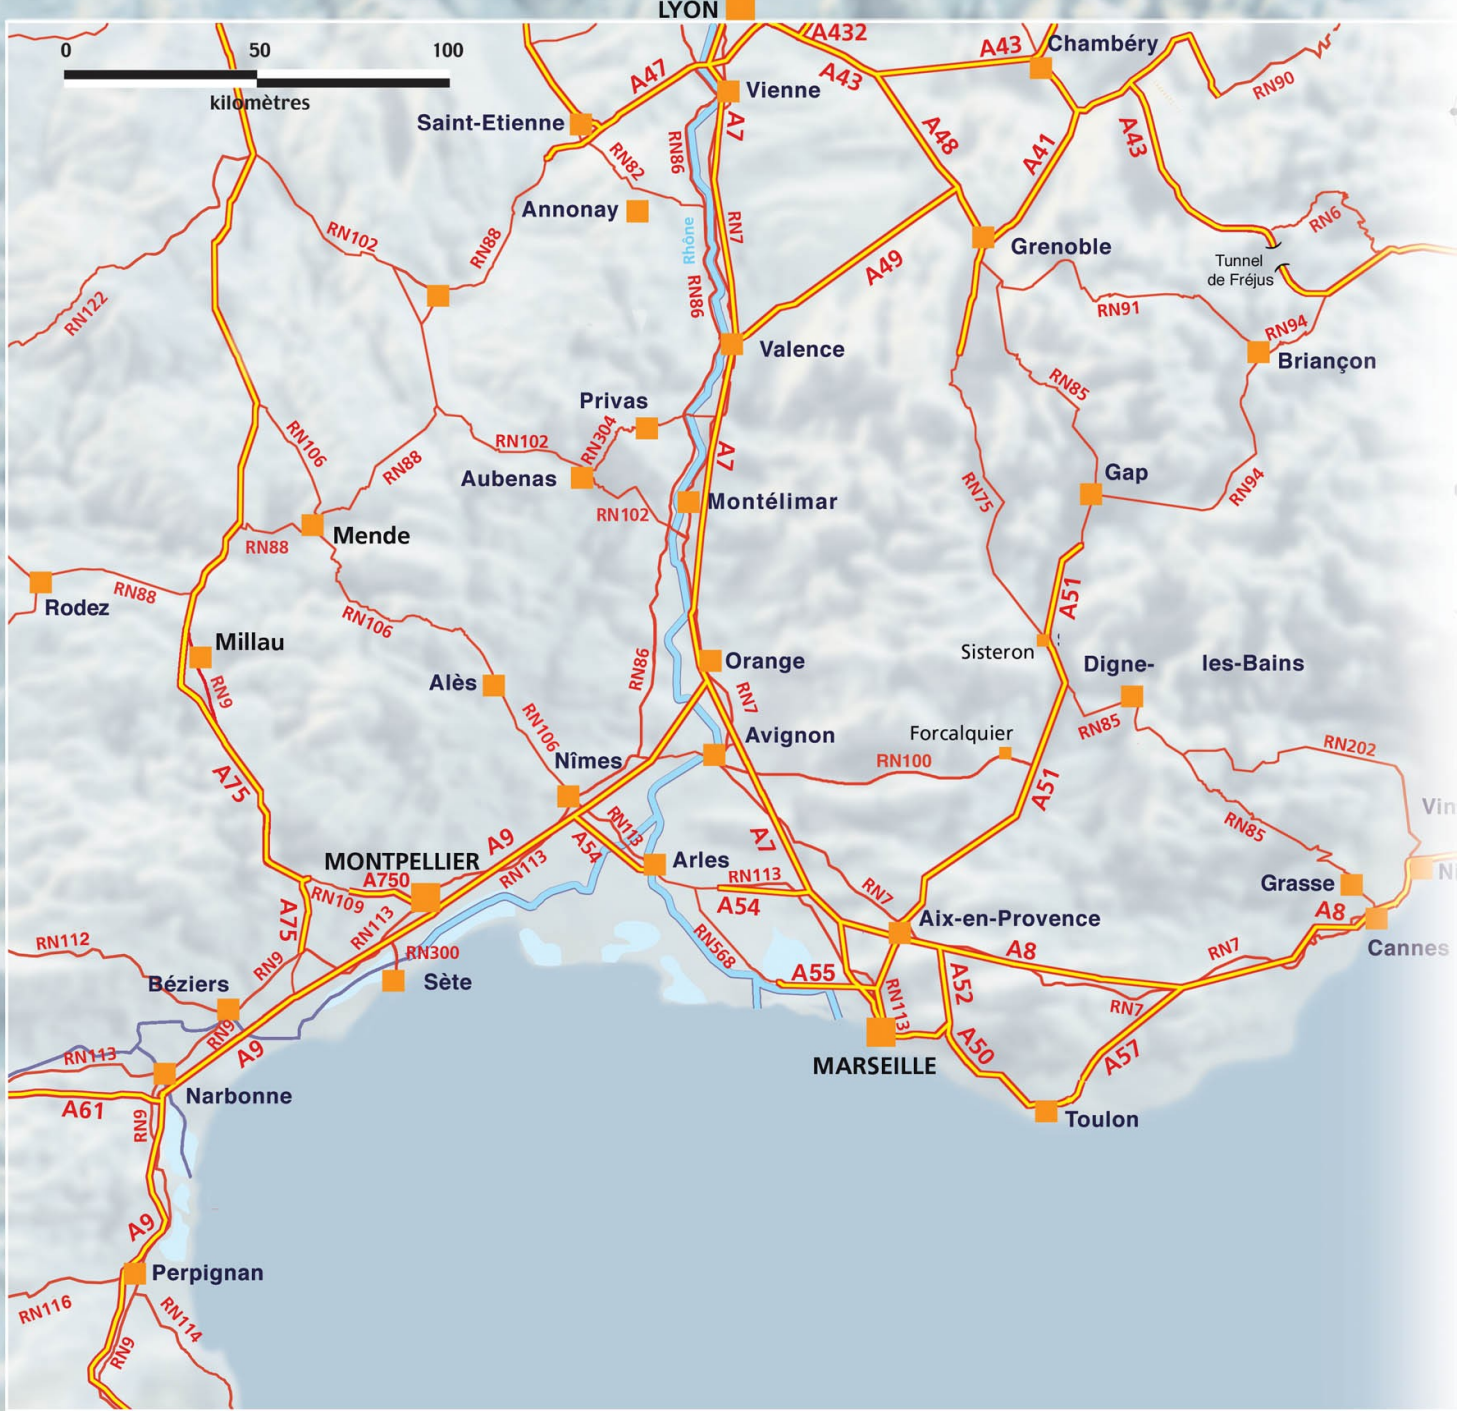 LYON
A432
A43
Chambéry
0 50 100
kilomètres
A47
A43
RN90
Vienne
Saint-Etienne
A7
RN86
RN82
A48
A41
A43
Annonay
RN102
RN88
Rhône
RN7
RN6
Grenoble
A49
Tunnel
de Fréjus
RN122
RN86
RN91
RN94
Valence
Briançon
RN85
Privas
RN106
RN102
RN304
RN88
A7
Aubenas
Gap
RN75
RN94
Montélimar
RN102
Mende
RN88
RN88
Rodez
A51
RN106
Millau
Sisteron
Orange
Digne- les-Bains
RN86
Alès
RN9
RN7
RN106
RN85
Avignon
Forcalquier
RN202
Nîmes
RN100
A75
A51
Vin
RN113
RN85
A9
A54
A7
MONTPELLIER
Arles
RN113
RN113
A750
RN109
A54
RN7
Grasse
N
A75
RN113
Aix-en-Provence
A8
RN112
RN300
RN568
A8
RN7
Cannes
RN9
A55
Béziers
Sète
A52
RN113
RN7
RN9
A9
RN113
A50
A57
MARSEILLE
Narbonne
A61
RN9
Toulon
A9
Perpignan
RN116
RN114
RN9